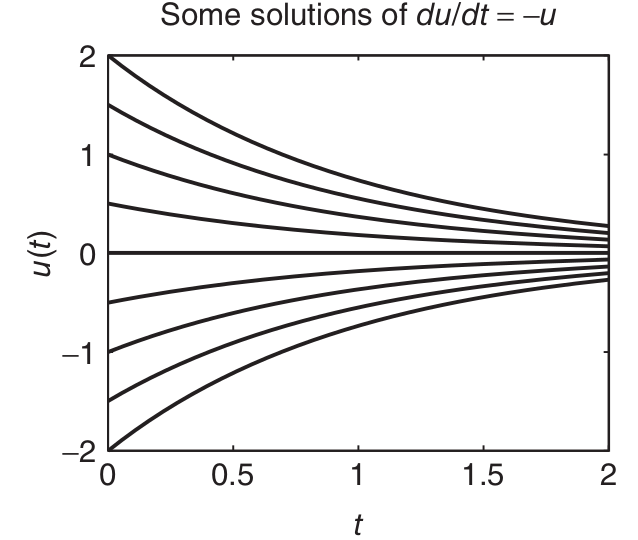 Some solutions of du/dt = –u
2
1
0
–1
–2
u(t)
0 0.5 1 1.5 2
t